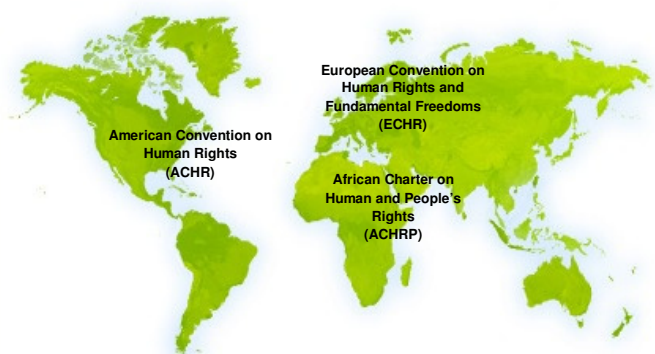 European Convention on
Human Rights and
Fundamental Freedoms
(ECHR)
American Convention on
Human Rights
(ACHR)
African Charter on
Human and People's
Rights
(ACHRP)